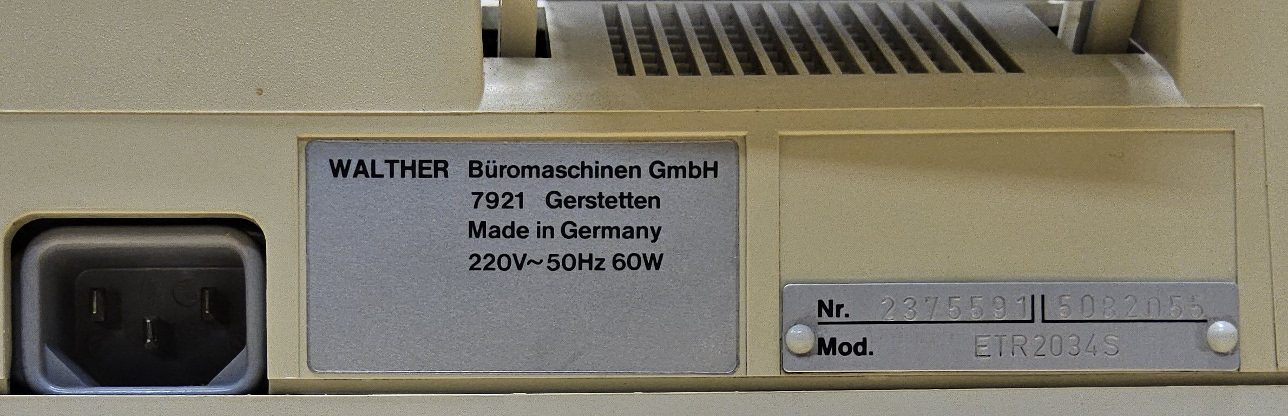 WALTHER Büromaschinen GmbH
7921 Gerstetten
Made in Germany
220V~50Hz 60W
Nr. 2375591 5082055
Mod. ETR2034S